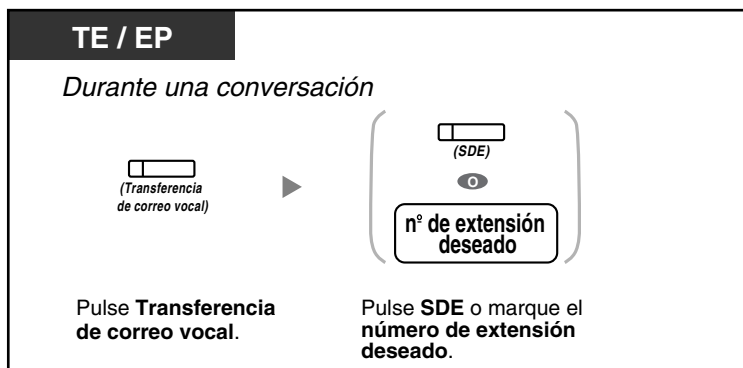 TE / EP
Durante una conversación
(Transferencia
de correo vocal)
(SDE)
O
nº de extensión
deseado
Pulse Transferencia
de correo vocal.
Pulse SDE o marque el
número de extensión
deseado.